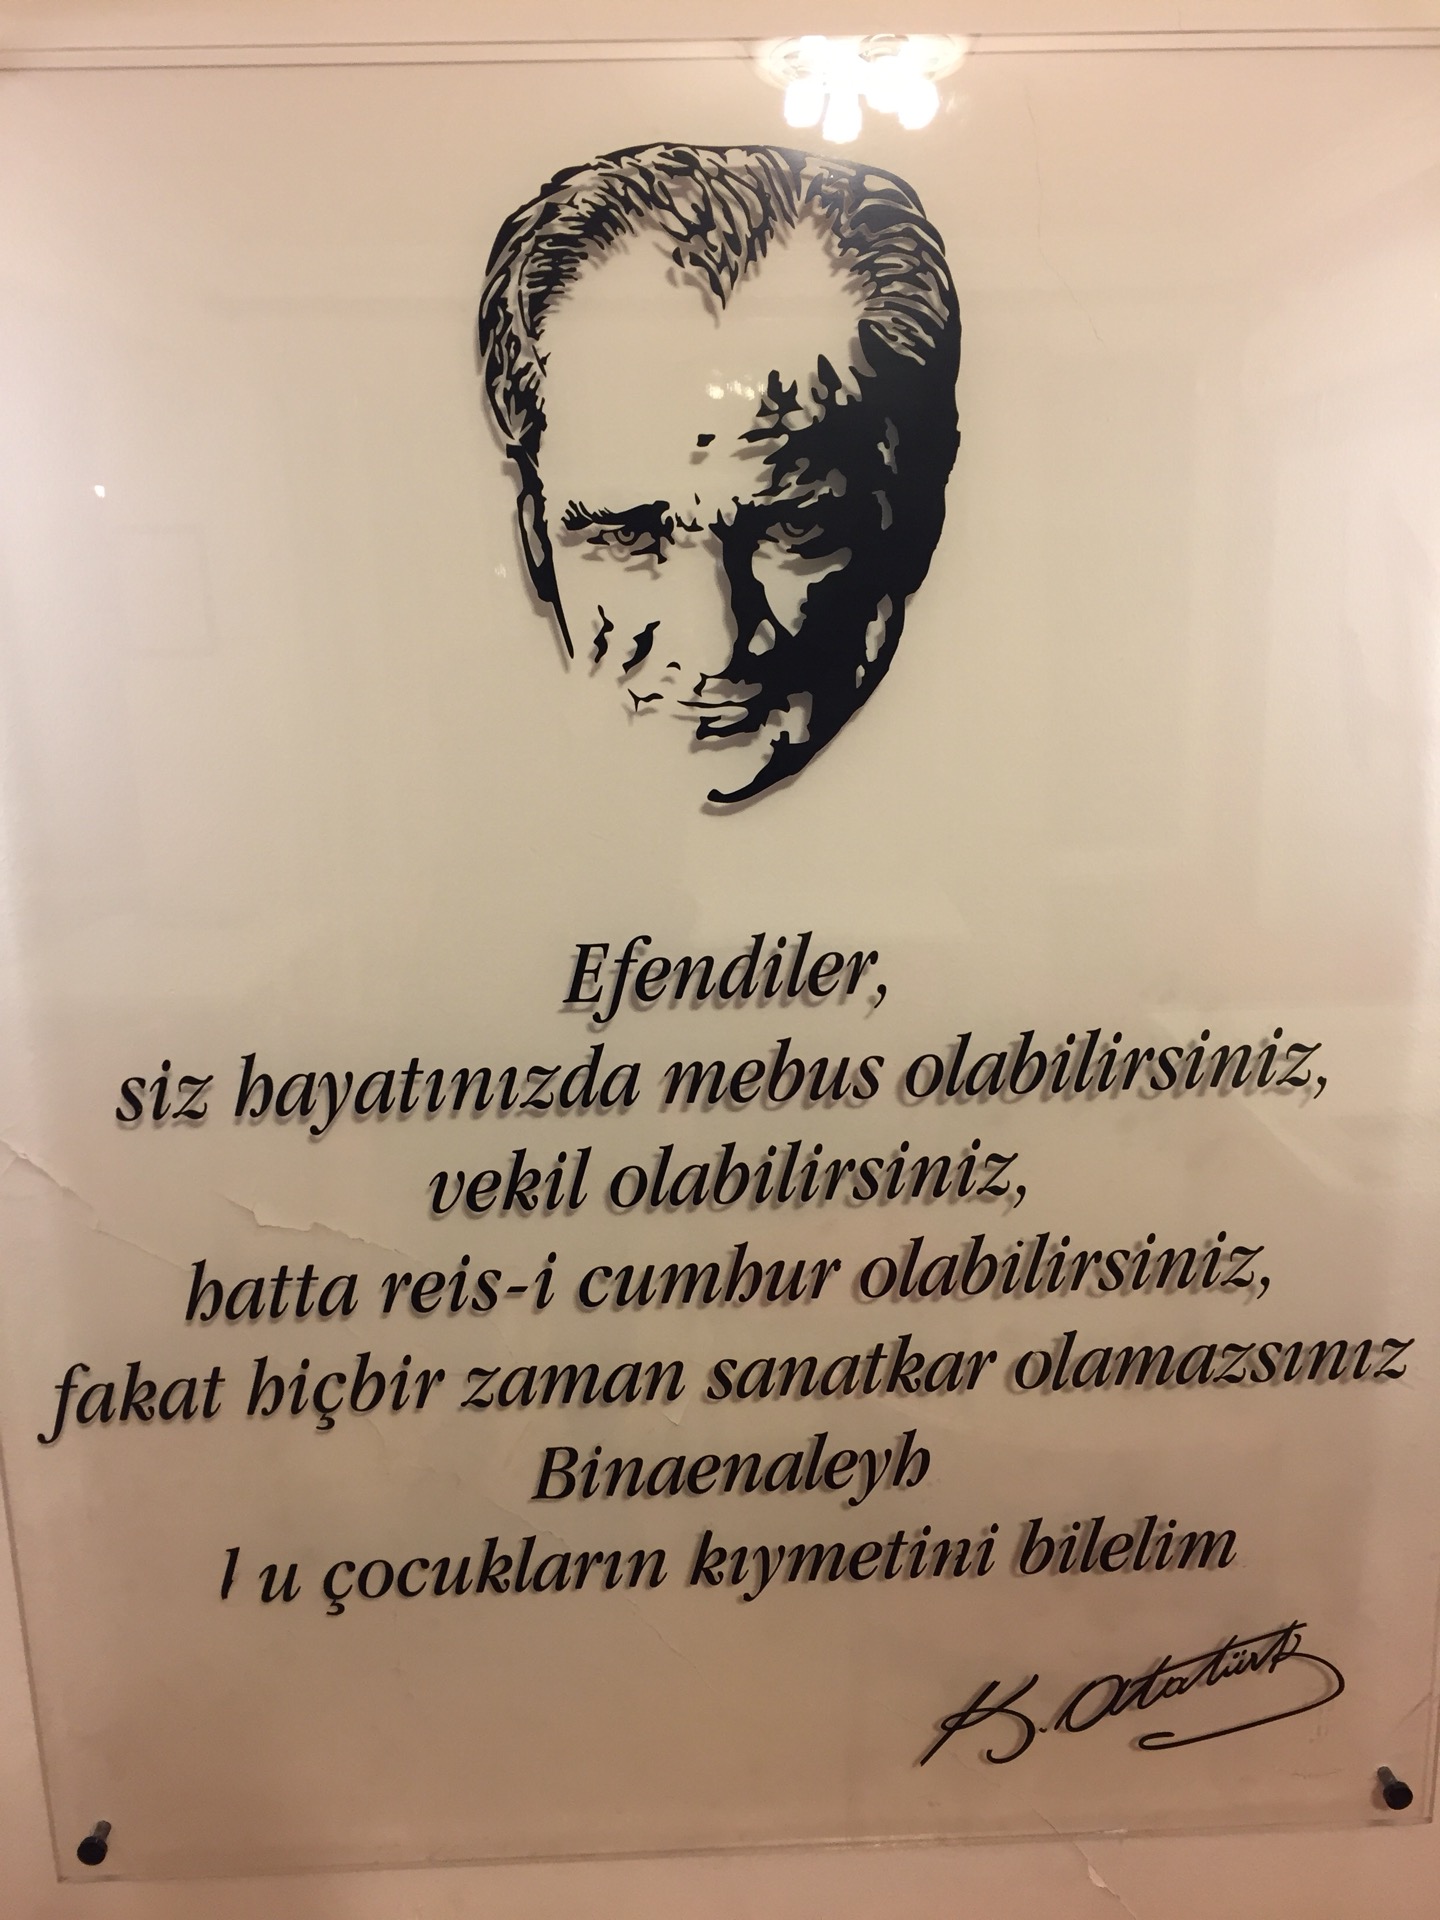 Efendiler,
siz hayatınızda mebus olabilirsiniz,
vekil olabilirsiniz,
hatta reis-i cumhur olabilirsiniz,
fakat hiçbir zaman sanatkar olamazsınız
Binaenaleyh
u çocukların kıymetini bilelim
K. Atatürk